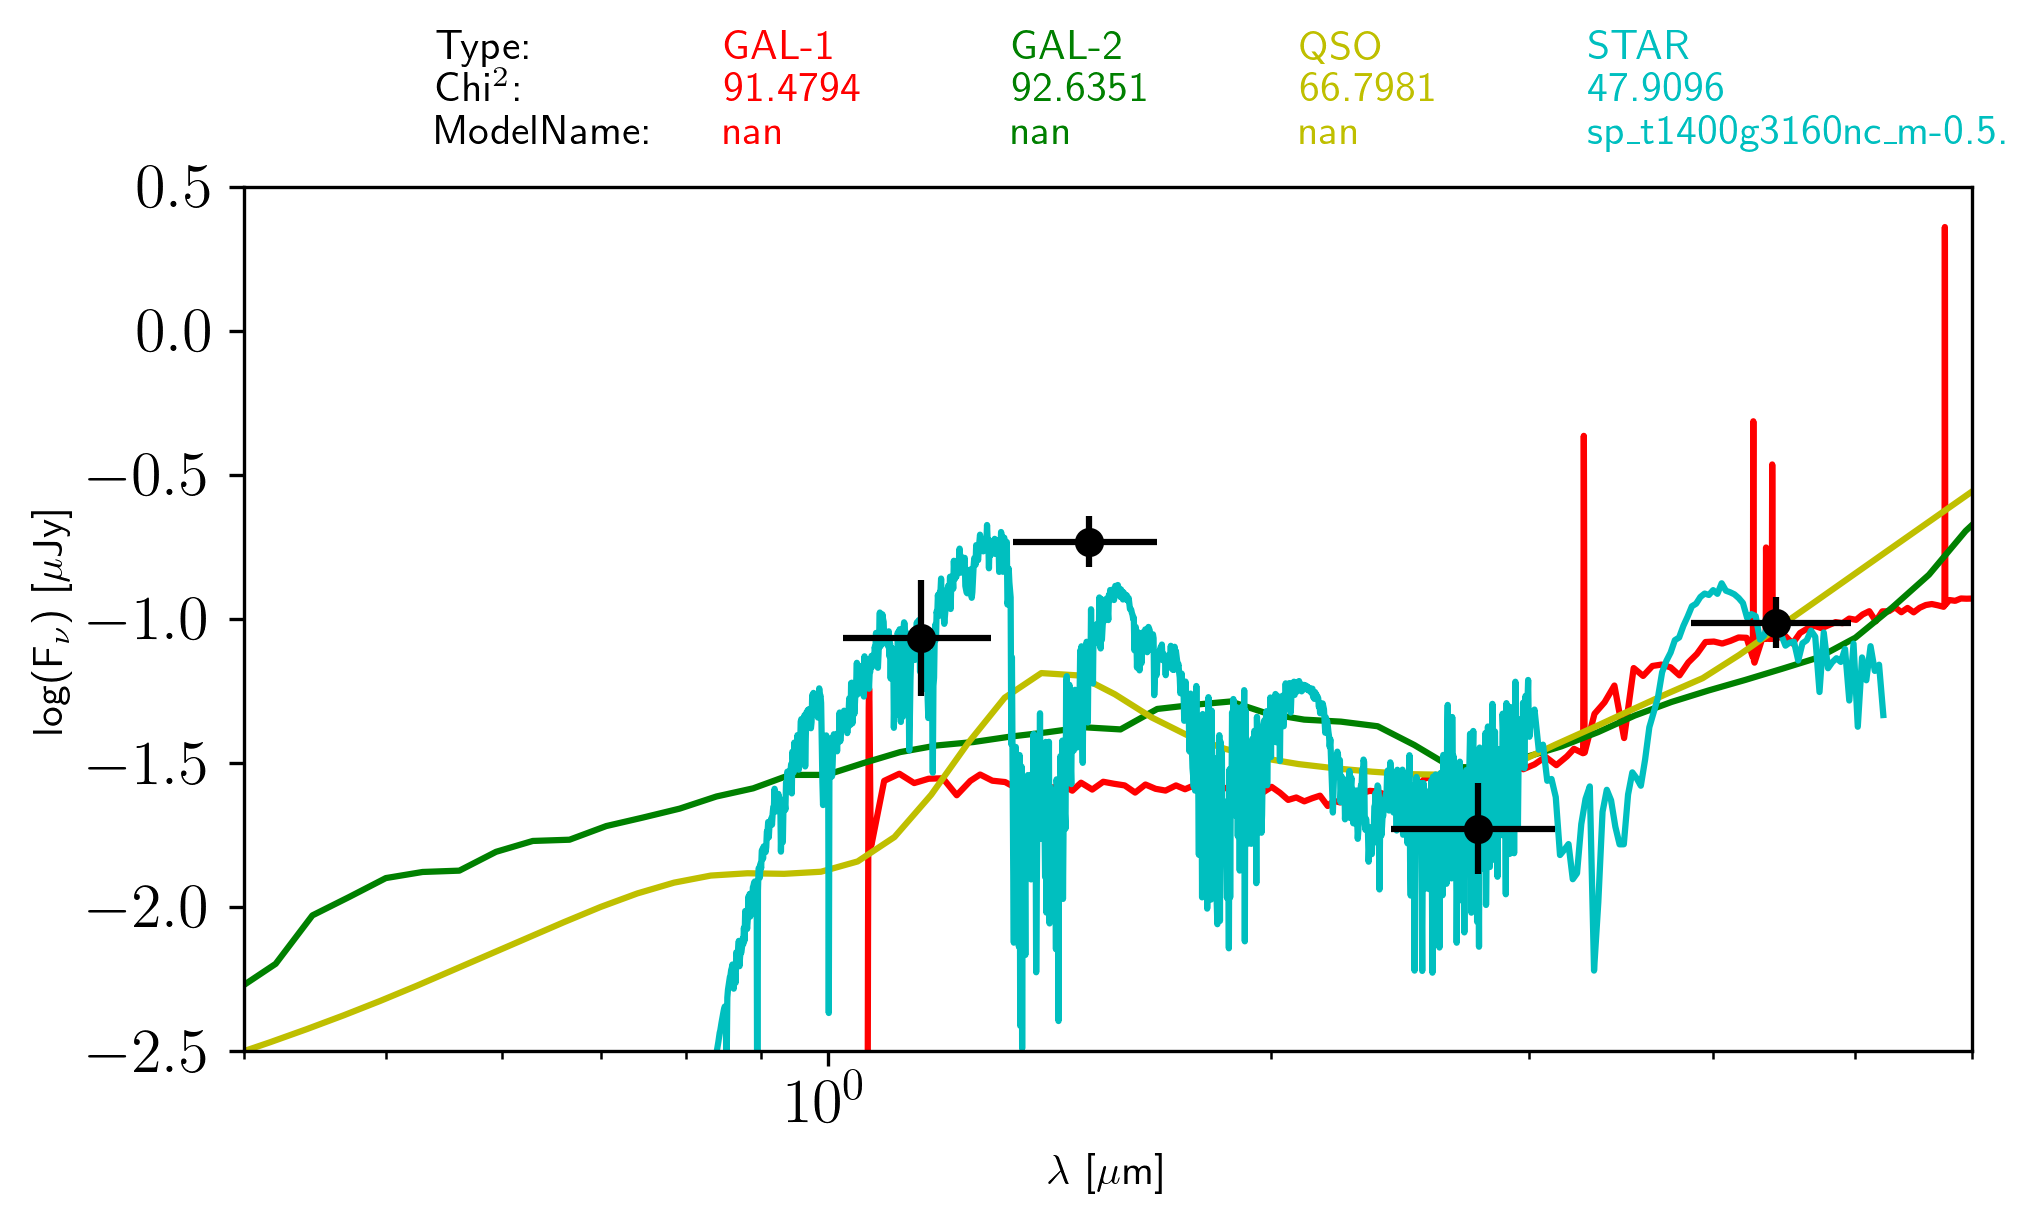 Type: GAL-1 GAL-2 QSO STAR
Chi²: 91.4794 92.6351 66.7981 47.9096
ModelName: nan nan nan sp_t1400g3160nc_m-0.5.
0.5
0.0
−0.5
−1.0
−1.5
−2.0
−2.5
log(Fν) [μJy]
10⁰
λ [μm]